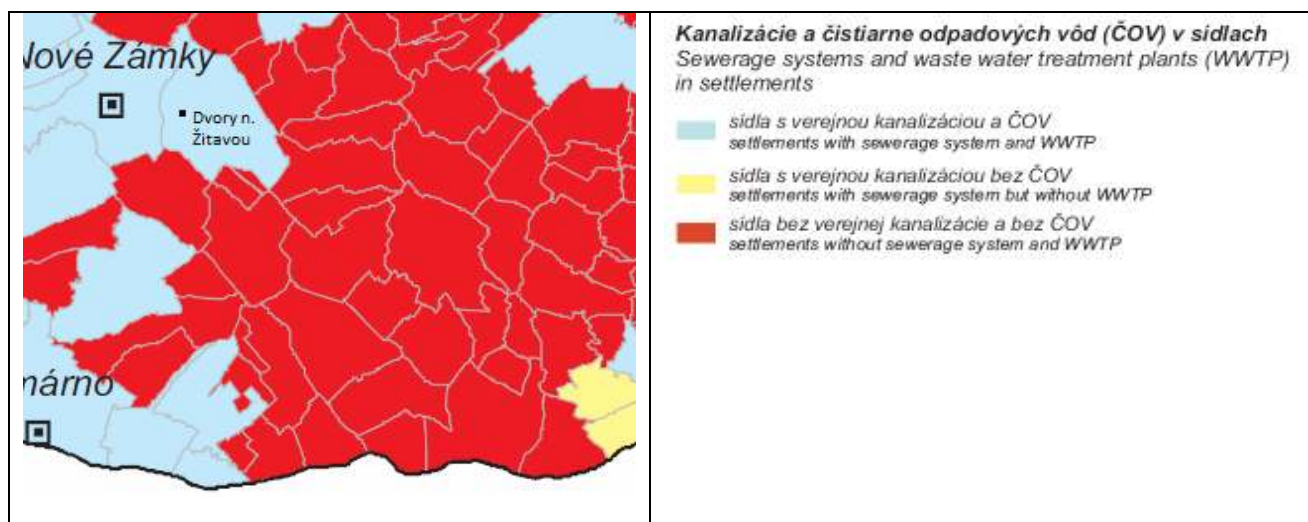 Nové Zámky
Dvory n.
Žitavou
márno
Kanalizácie a čistiarne odpadových vôd (ČOV) v sídlach
Sewerage systems and waste water treatment plants (WWTP)
in settlements
sídla s verejnou kanalizáciou a ČOV
settlements with sewerage system and WWTP
sídla s verejnou kanalizáciou bez ČOV
settlements with sewerage system but without WWTP
sídla bez verejnej kanalizácie a bez ČOV
settlements without sewerage system and WWTP